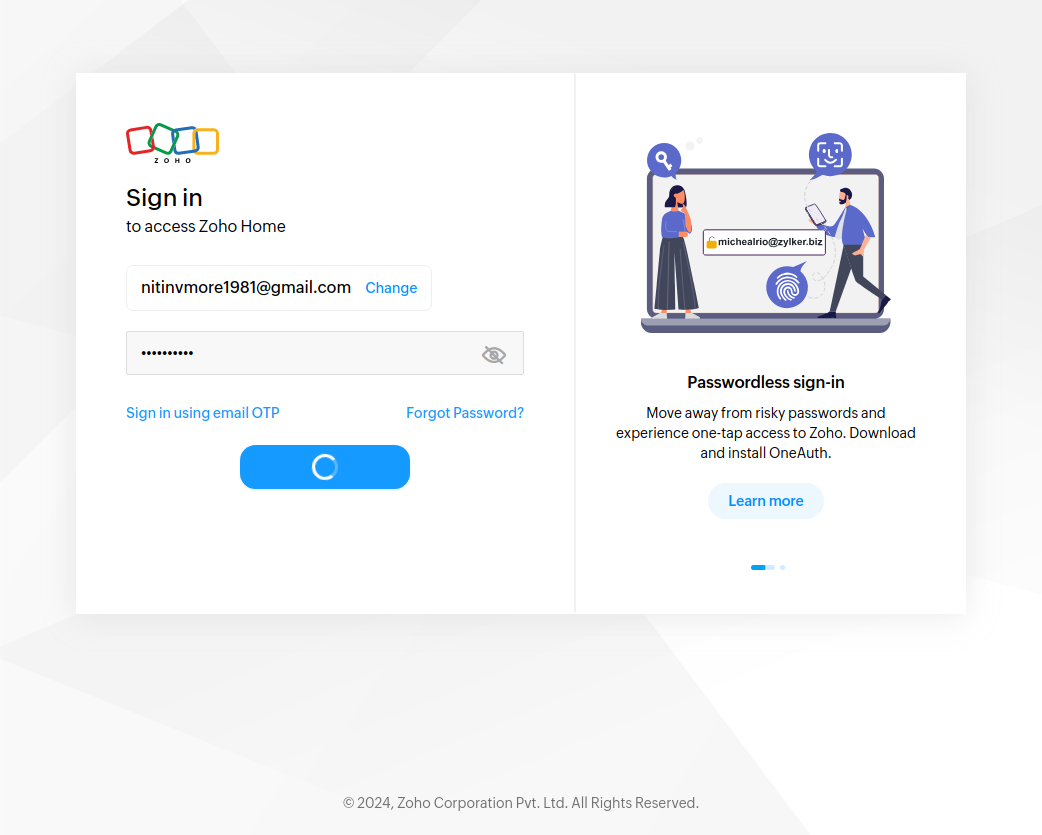 ZOHO
Sign in
to access Zoho Home
nitinvmore1981@gmail.com Change
••••••••••
Sign in using email OTP Forgot Password?
michealrio@zylker.biz
Passwordless sign-in
Move away from risky passwords and
experience one-tap access to Zoho. Download
and install OneAuth.
Learn more
© 2024, Zoho Corporation Pvt. Ltd. All Rights Reserved.